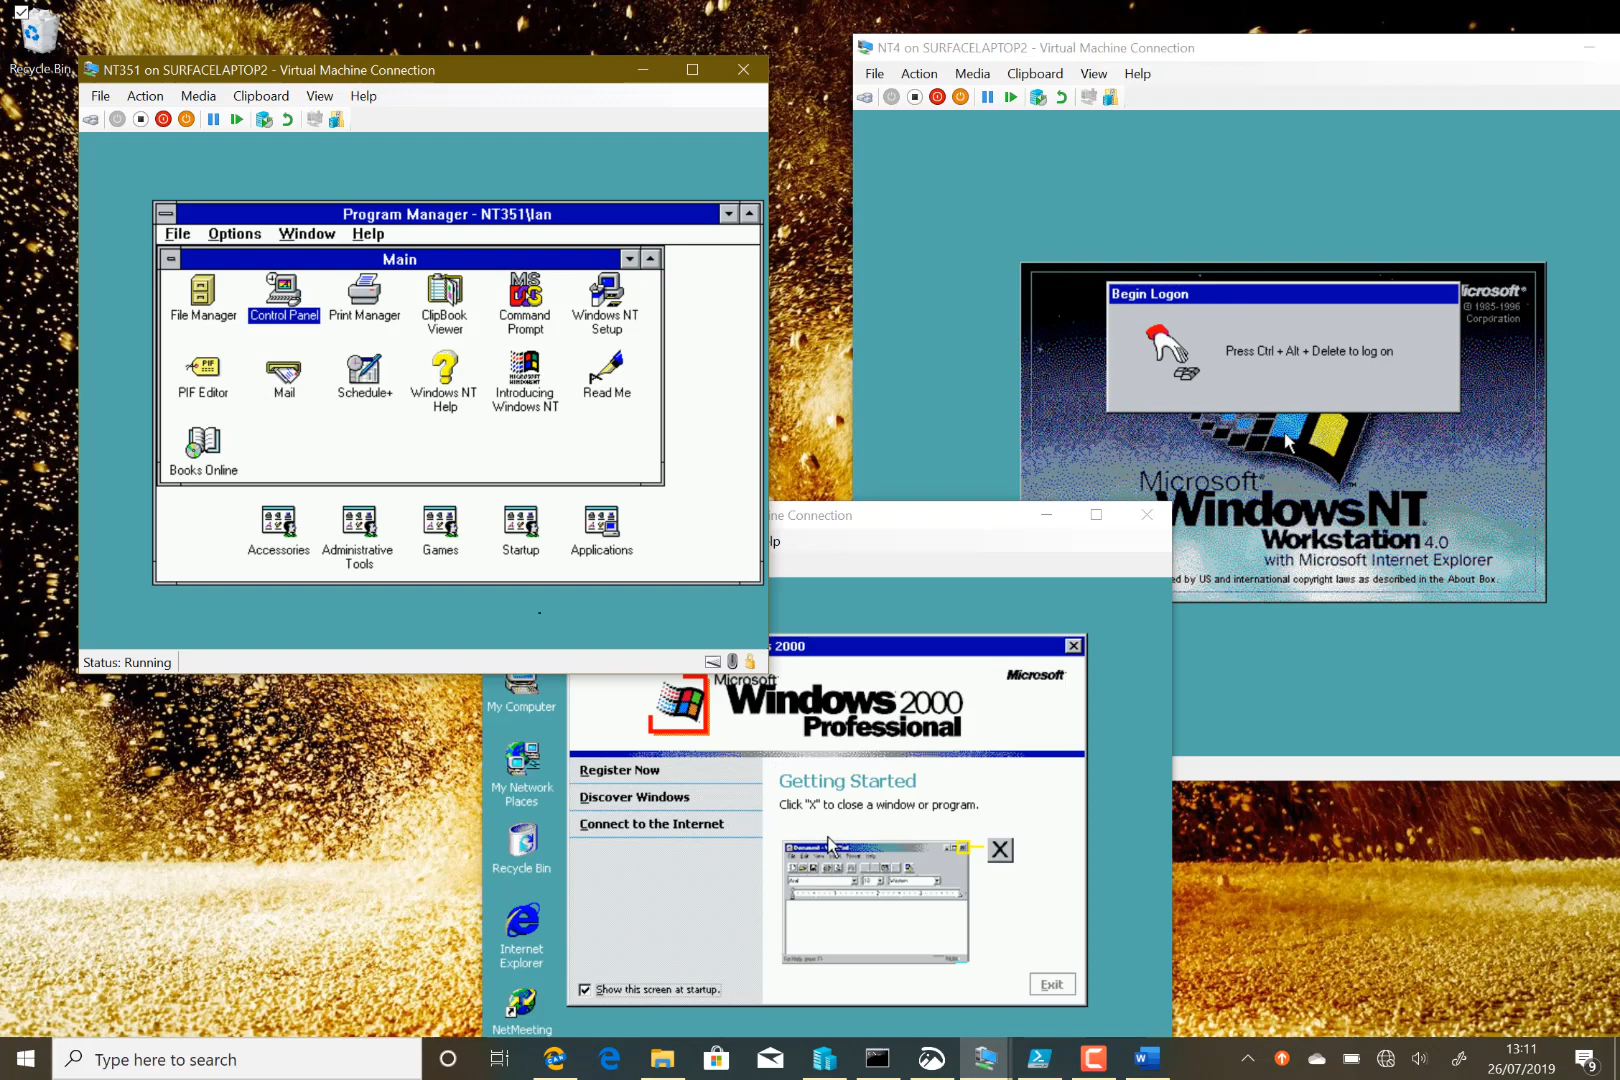 Recycle Bin
NT351 on SURFACELAPTOP2 - Virtual Machine Connection
File Action Media Clipboard View Help
Program Manager - NT351\Ian
File Options Window Help
Main
File Manager
Control Panel
Print Manager
ClipBook Viewer
Command Prompt
Windows NT Setup
PIF Editor
Mail
Schedule+
Windows NT Help
Introducing Windows NT
Read Me
Books Online
Accessories
Administrative Tools
Games
Startup
Applications
Status: Running
NT4 on SURFACELAPTOP2 - Virtual Machine Connection
File Action Media Clipboard View Help
Begin Logon
Press Ctrl + Alt + Delete to log on
icrosoft®
© 1985-1996
Corporation
Microsoft®
WindowsNT
Workstation 4.0
with Microsoft Internet Explorer
ed by US and international copyright laws as described in the About Box.
ine Connection
lp
s 2000
Microsoft
Microsoft
Windows 2000
Professional
Register Now
Discover Windows
Connect to the Internet
Getting Started
Click "X" to close a window or program.
Show this screen at startup.
Exit
My Computer
My Network Places
Recycle Bin
Internet Explorer
NetMeeting
Type here to search
13:11
26/07/2019
9